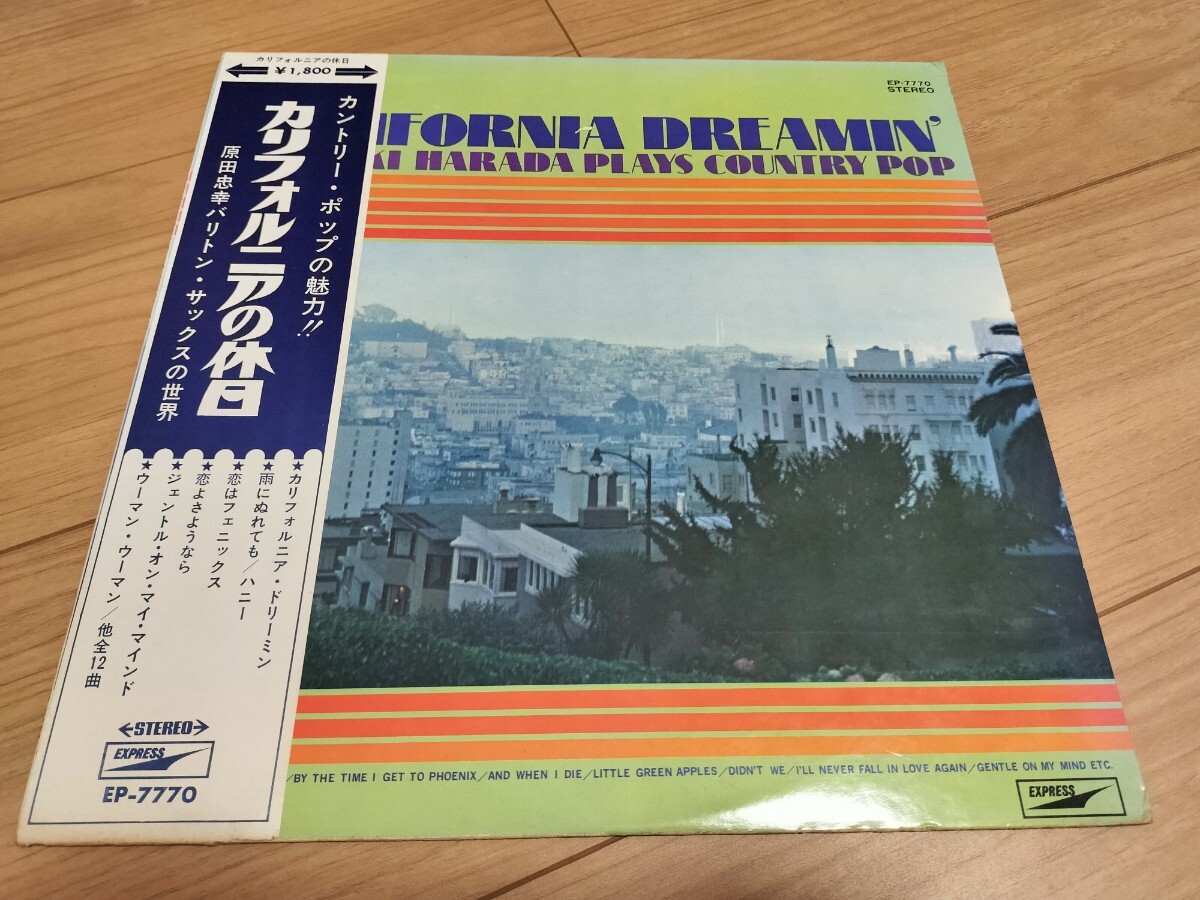 カリフォルニアの休日
¥1,800
カントリー・ポップの魅力!!
カリフォルニアの休日
原田忠幸バリトン・サックスの世界
★カリフォルニア・ドリーミン
★雨にぬれても/ハニー
★恋はフェニックス
★恋よさようなら
★ジェントル・オン・マイ・マインド
★ウーマン・ウーマン/他全12曲
STEREO
EXPRESS
EP-7770
EP-7770
STEREO
IFORNIA DREAMIN'
KI HARADA PLAYS COUNTRY POP
/BY THE TIME I GET TO PHOENIX/AND WHEN I DIE/LITTLE GREEN APPLES/DIDN'T WE/I'LL NEVER FALL IN LOVE AGAIN/GENTLE ON MY MIND ETC.
EXPRESS